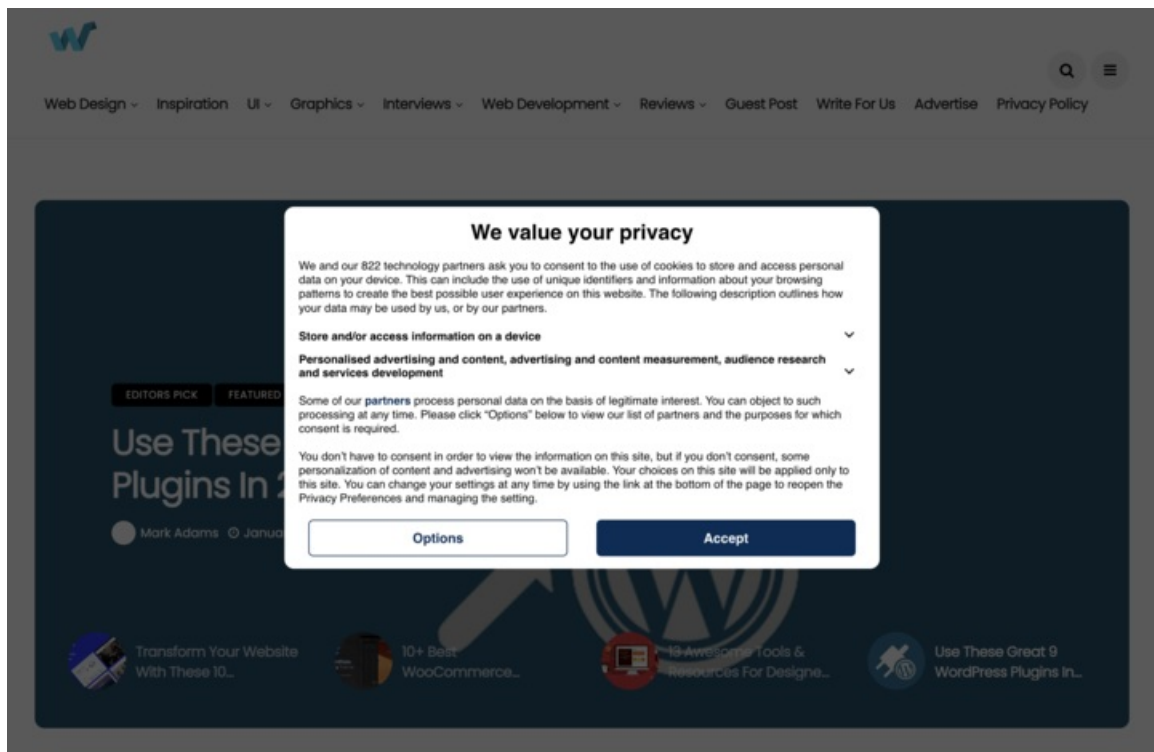 Web Design Inspiration UI Graphics Interviews Web Development Reviews Guest Post Write For Us Advertise Privacy Policy
We value your privacy
We and our 822 technology partners ask you to consent to the use of cookies to store and access personal
data on your device. This can include the use of unique identifiers and information about your browsing
patterns to create the best possible user experience on this website. The following description outlines how
your data may be used by us, or by our partners.
Store and/or access information on a device
Personalised advertising and content, advertising and content measurement, audience research
and services development
Some of our partners process personal data on the basis of legitimate interest. You can object to such
processing at any time. Please click "Options" below to view our list of partners and the purposes for which
consent is required.
You don't have to consent in order to view the information on this site, but if you don't consent, some
personalization of content and advertising won't be available. Your choices on this site will be applied only to
this site. You can change your settings at any time by using the link at the bottom of the page to reopen the
Privacy Preferences and managing the setting.
Options Accept
EDITORS PICK FEATURED
Use These
Plugins In
Mark Adams
Transform Your Website
With These 10...
10+ Best
WooCommerce...
13 Awesome Tools &
Resources For Designe...
Use These Great 9
WordPress Plugins In...